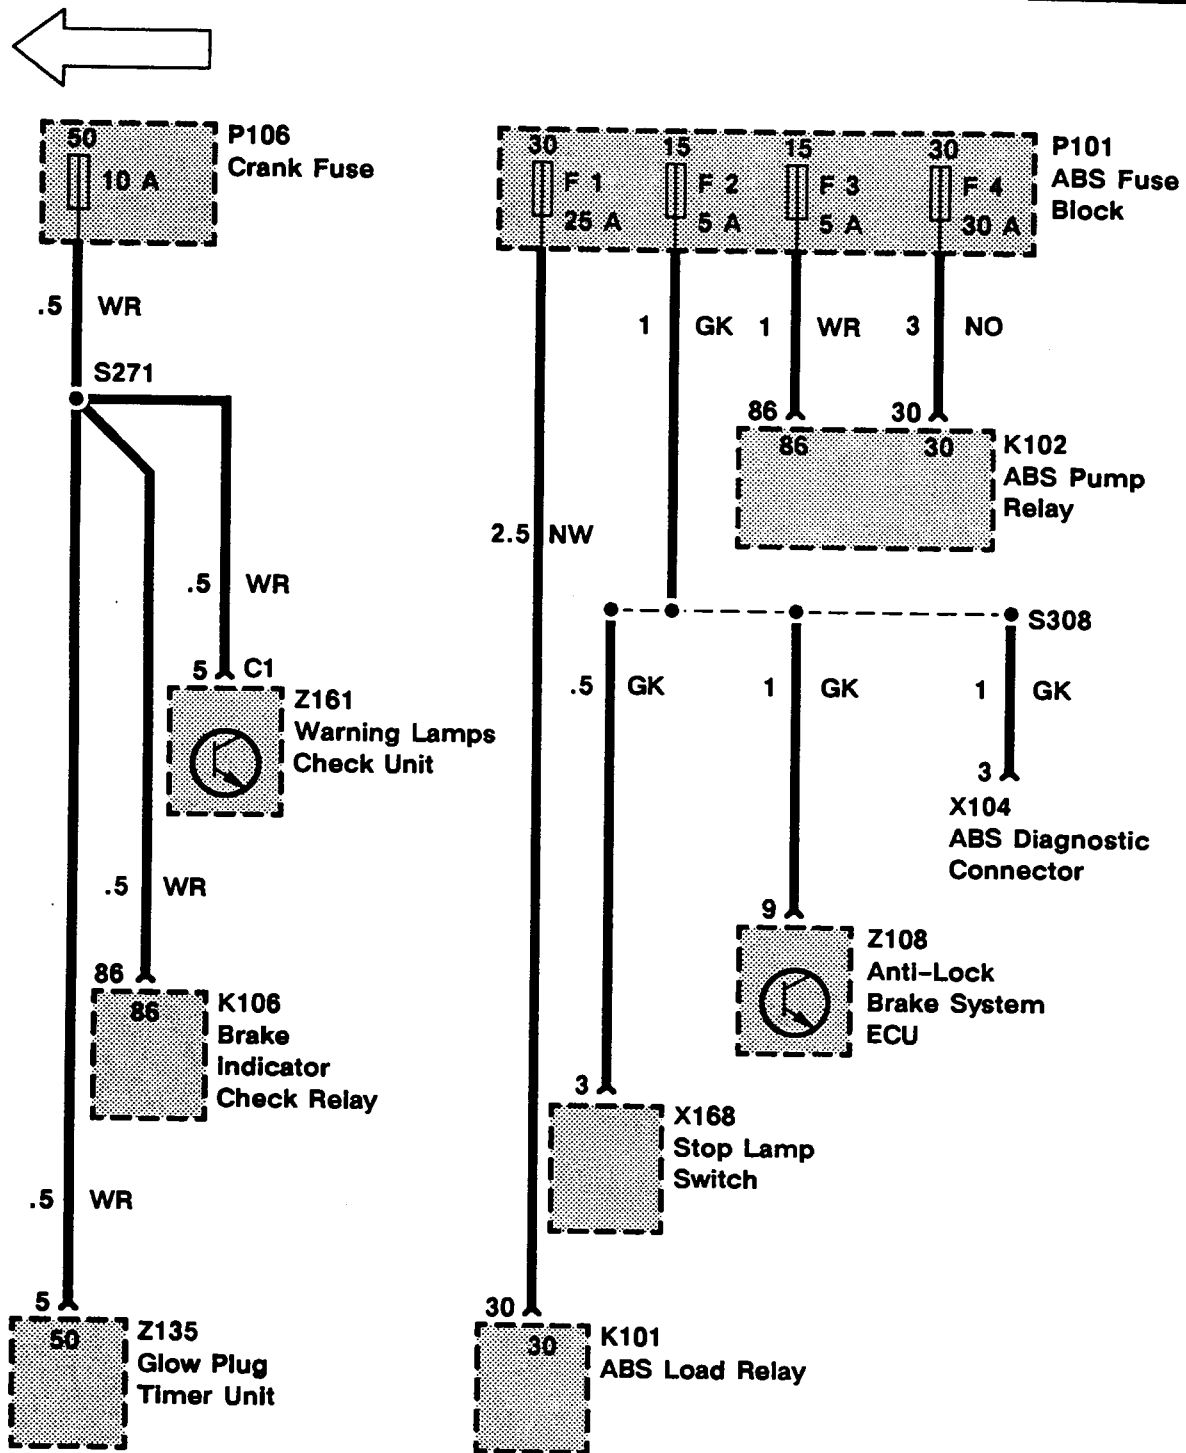 50
10 A
P106
Crank Fuse
30
F 1
25 A
15
F 2
5 A
15
F 3
5 A
30
F 4
30 A
P101
ABS Fuse
Block
.5 WR
S271
1 GK
1 WR
3 NO
86
86
30
30
K102
ABS Pump
Relay
2.5 NW
.5 WR
S308
5 C1
Z161
Warning Lamps
Check Unit
.5 GK
1 GK
1 GK
3
X104
ABS Diagnostic
Connector
.5 WR
9
Z108
Anti-Lock
Brake System
ECU
86
86
K106
Brake
Indicator
Check Relay
3
X168
Stop Lamp
Switch
.5 WR
5
50
Z135
Glow Plug
Timer Unit
30
30
K101
ABS Load Relay